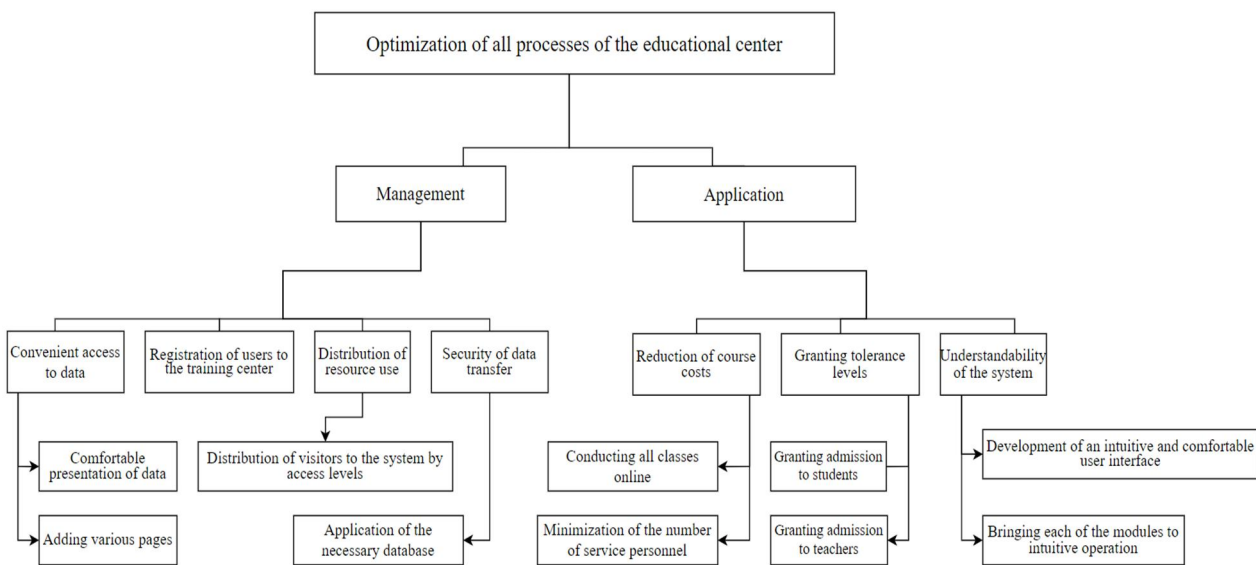 Optimization of all processes of the educational center
Management
Application
Convenient access
to data
Registration of users to
the training center
Distribution of
resource use
Security of data
transfer
Reduction of course
costs
Granting tolerance
levels
Understandability
of the system
Comfortable
presentation of data
Distribution of visitors to the system by
access levels
Conducting all classes
online
Granting admission
to students
Development of an intuitive and comfortable
user interface
Adding various pages
Application of the
necessary database
Minimization of the number
of service personnel
Granting admission
to teachers
Bringing each of the modules to
intuitive operation